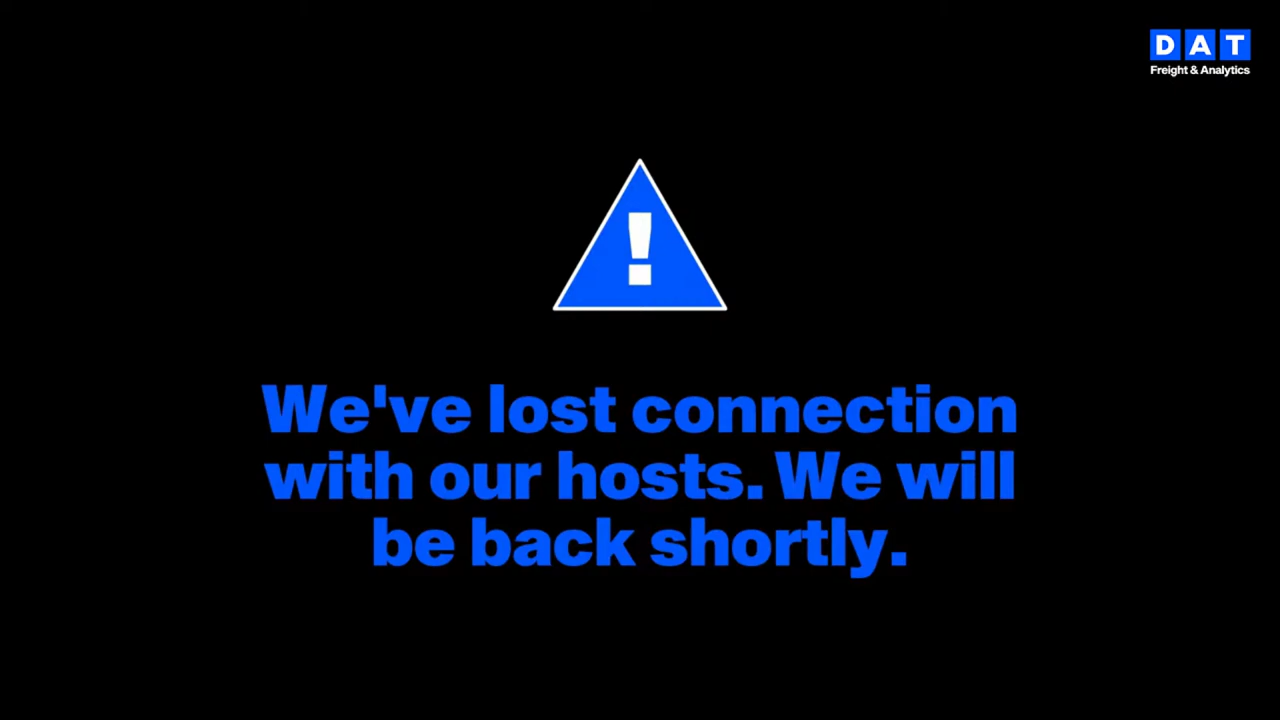 DAT
Freight & Analytics
!
We've lost connection
with our hosts. We will
be back shortly.